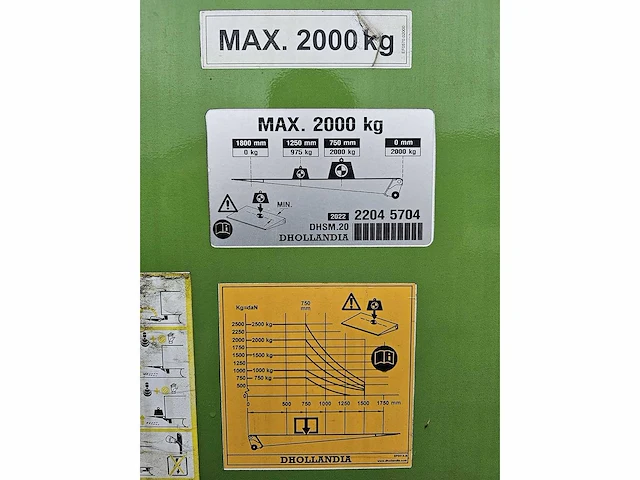 MAX. 2000 kg
MAX. 2000 kg
1800 mm 1250 mm 750 mm 0 mm
0 kg 975 kg 2000 kg 2000 kg
MIN.
2022 2204 5704
DHSM.20
DHOLLANDIA
Kg=daN
750
mm
2500 2500 kg
2250
2000 2000 kg
1750
1500 1500 kg
1250
1000 1000 kg
750 750 kg
500
0
0 500 750 1000 1250 1500 1750 mm
DHOLLANDIA